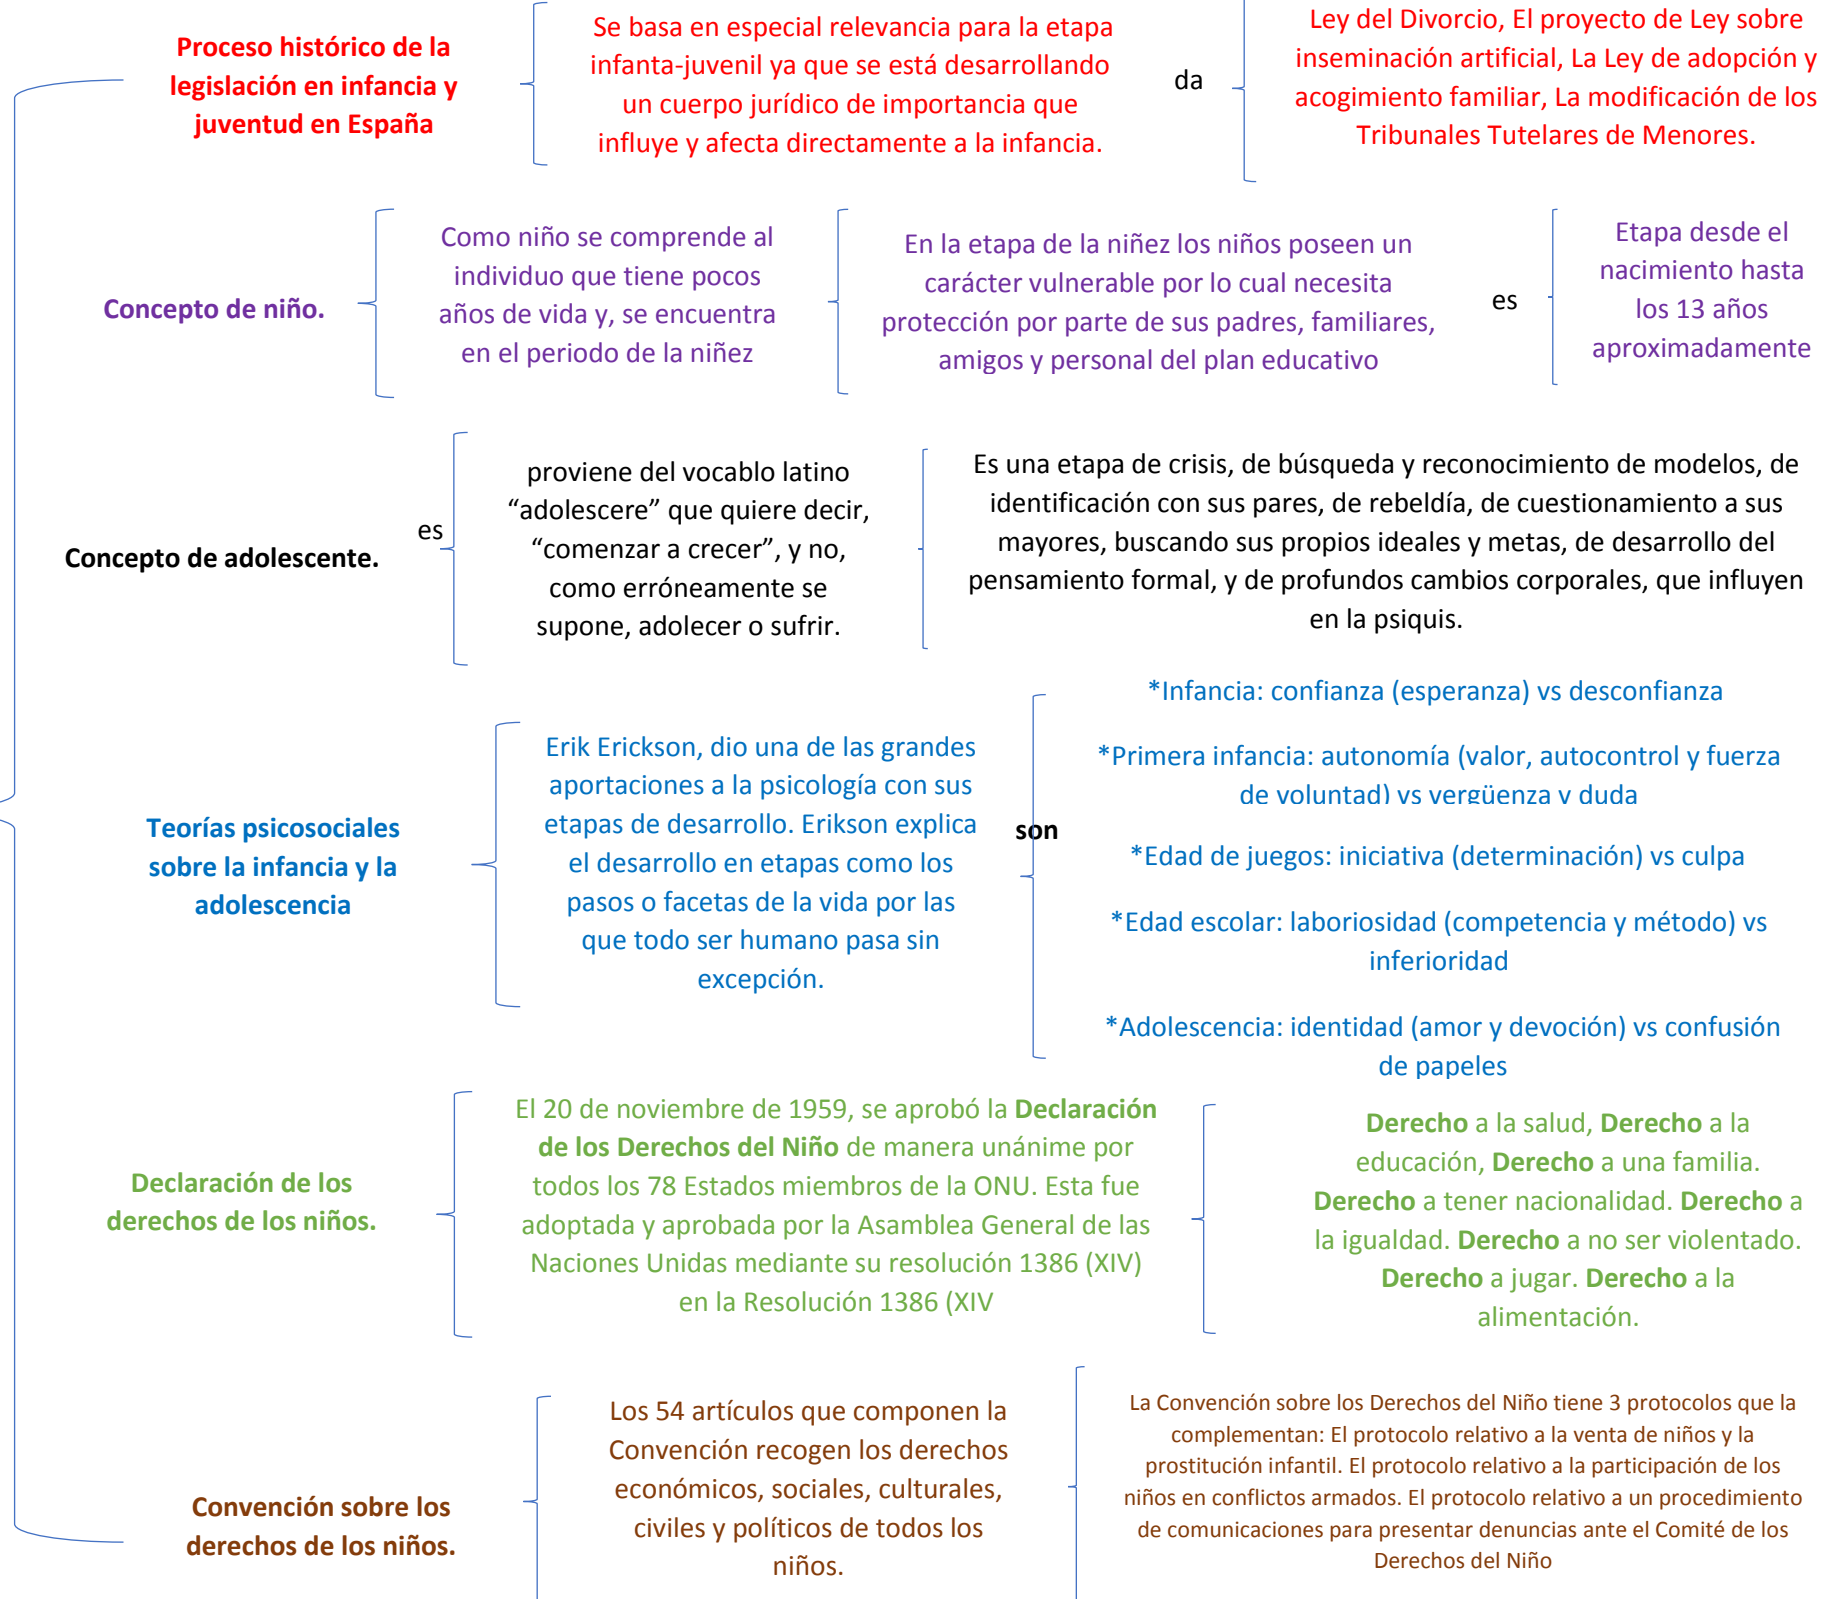 Proceso histórico de la
legislación en infancia y
juventud en España
Se basa en especial relevancia para la etapa
infanta-juvenil ya que se está desarrollando
un cuerpo jurídico de importancia que
influye y afecta directamente a la infancia.
da
Ley del Divorcio, El proyecto de Ley sobre
inseminación artificial, La Ley de adopción y
acogimiento familiar, La modificación de los
Tribunales Tutelares de Menores.
Concepto de niño.
Como niño se comprende al
individuo que tiene pocos
años de vida y, se encuentra
en el periodo de la niñez
En la etapa de la niñez los niños poseen un
carácter vulnerable por lo cual necesita
protección por parte de sus padres, familiares,
amigos y personal del plan educativo
es
Etapa desde el
nacimiento hasta
los 13 años
aproximadamente
Concepto de adolescente.
es
proviene del vocablo latino
“adolescere” que quiere decir,
“comenzar a crecer”, y no,
como erróneamente se
supone, adolecer o sufrir.
Es una etapa de crisis, de búsqueda y reconocimiento de modelos, de
identificación con sus pares, de rebeldía, de cuestionamiento a sus
mayores, buscando sus propios ideales y metas, de desarrollo del
pensamiento formal, y de profundos cambios corporales, que influyen
en la psiquis.
Teorías psicosociales
sobre la infancia y la
adolescencia
Erik Erickson, dio una de las grandes
aportaciones a la psicología con sus
etapas de desarrollo. Erikson explica
el desarrollo en etapas como los
pasos o facetas de la vida por las
que todo ser humano pasa sin
excepción.
son
*Infancia: confianza (esperanza) vs desconfianza
*Primera infancia: autonomía (valor, autocontrol y fuerza
de voluntad) vs vergüenza y duda
*Edad de juegos: iniciativa (determinación) vs culpa
*Edad escolar: laboriosidad (competencia y método) vs
inferioridad
*Adolescencia: identidad (amor y devoción) vs confusión
de papeles
Declaración de los
derechos de los niños.
El 20 de noviembre de 1959, se aprobó la Declaración
de los Derechos del Niño de manera unánime por
todos los 78 Estados miembros de la ONU. Esta fue
adoptada y aprobada por la Asamblea General de las
Naciones Unidas mediante su resolución 1386 (XIV)
en la Resolución 1386 (XIV
Derecho a la salud, Derecho a la
educación, Derecho a una familia.
Derecho a tener nacionalidad. Derecho a
la igualdad. Derecho a no ser violentado.
Derecho a jugar. Derecho a la
alimentación.
Convención sobre los
derechos de los niños.
Los 54 artículos que componen la
Convención recogen los derechos
económicos, sociales, culturales,
civiles y políticos de todos los
niños.
La Convención sobre los Derechos del Niño tiene 3 protocolos que la
complementan: El protocolo relativo a la venta de niños y la
prostitución infantil. El protocolo relativo a la participación de los
niños en conflictos armados. El protocolo relativo a un procedimiento
de comunicaciones para presentar denuncias ante el Comité de los
Derechos del Niño